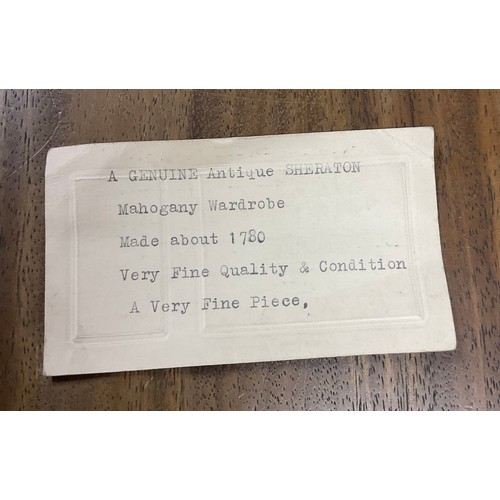 A GENUINE Antique SHERATON
Mahogany Wardrobe
Made about 1780
Very Fine Quality & Condition
A Very Fine Piece,